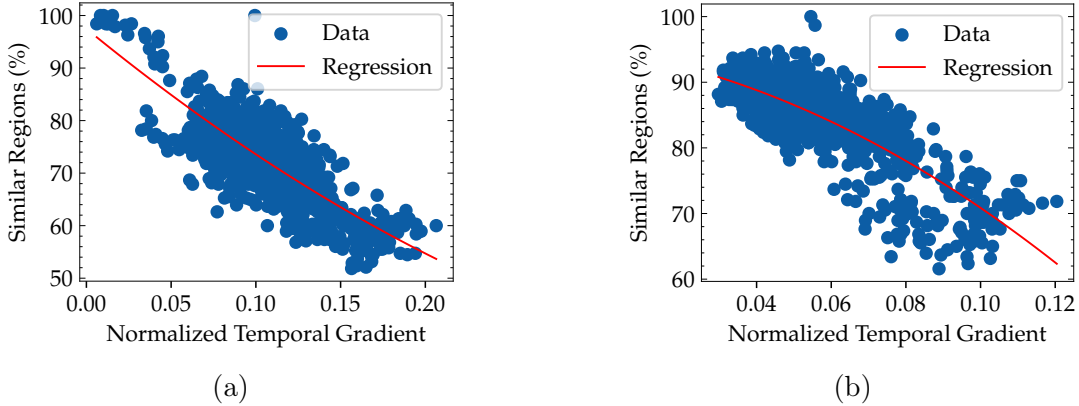 100
90
80
70
60
50
Similar Regions (%)
Data
Regression
0.00 0.05 0.10 0.15 0.20
Normalized Temporal Gradient
(a)
100
90
80
70
60
Similar Regions (%)
Data
Regression
0.04 0.06 0.08 0.10 0.12
Normalized Temporal Gradient
(b)